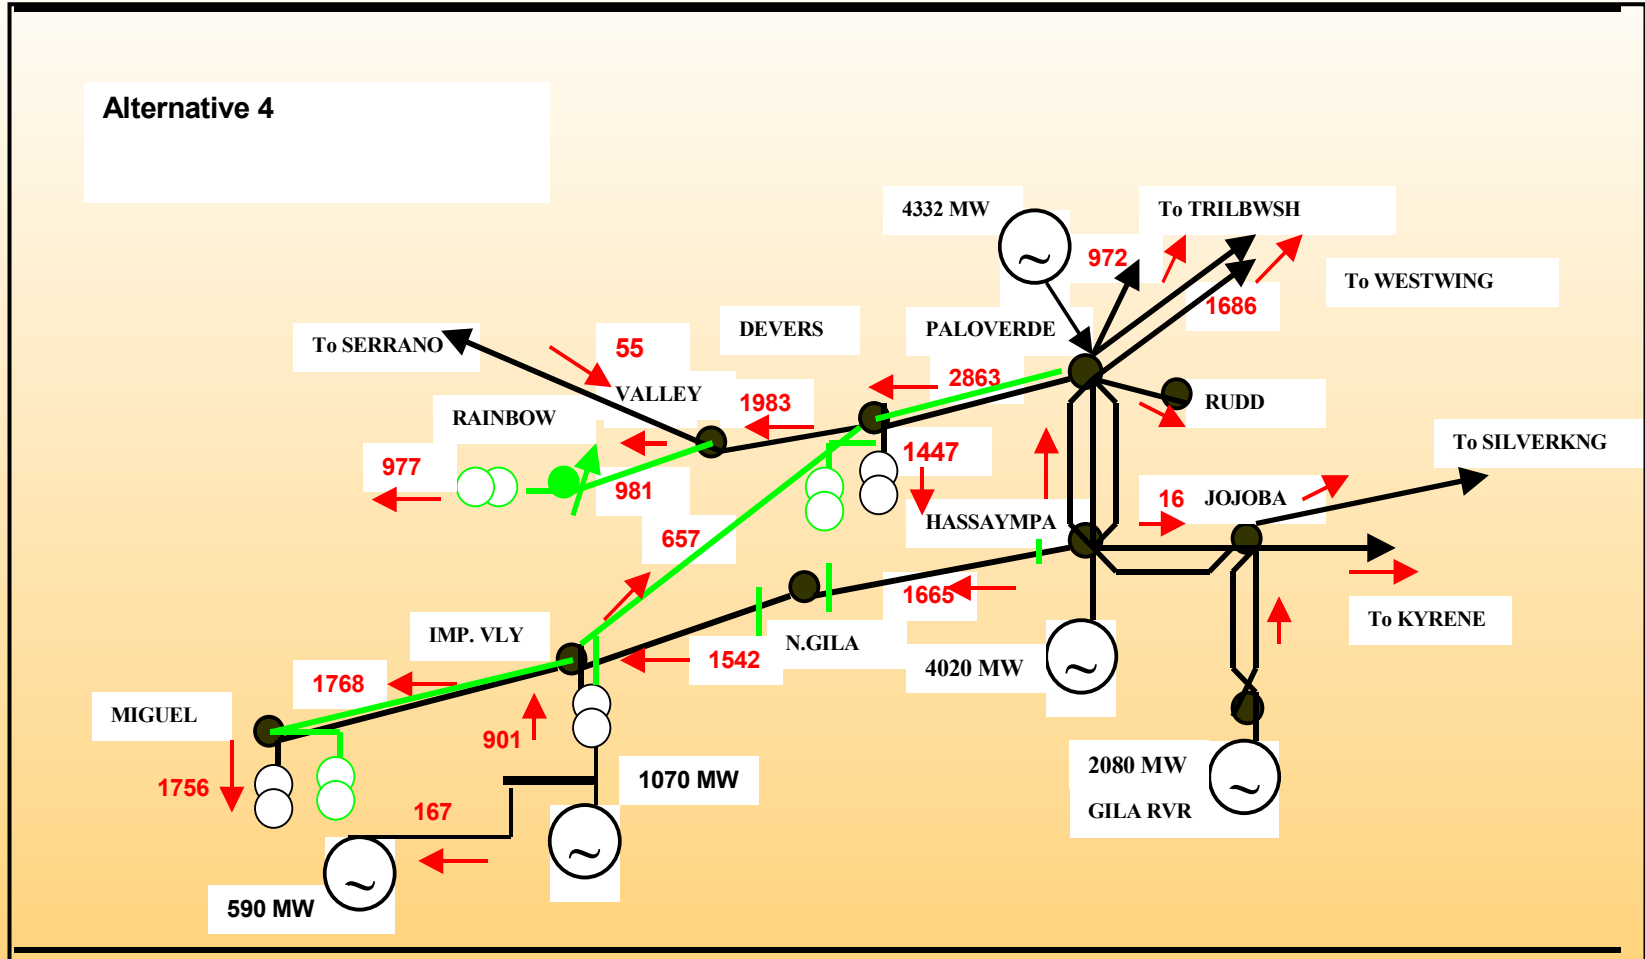 Alternative 4
4332 MW
To TRILBWSH
972
To WESTWING
1686
DEVERS
PALOVERDE
To SERRANO
55
VALLEY
2863
1983
RAINBOW
RUDD
977
981
1447
To SILVERKNG
16
JOJOBA
HASSAYMPA
657
1665
To KYRENE
IMP. VLY
N.GILA
1542
4020 MW
1768
MIGUEL
901
1756
1070 MW
2080 MW
GILA RVR
167
590 MW
~
~
~
~
~